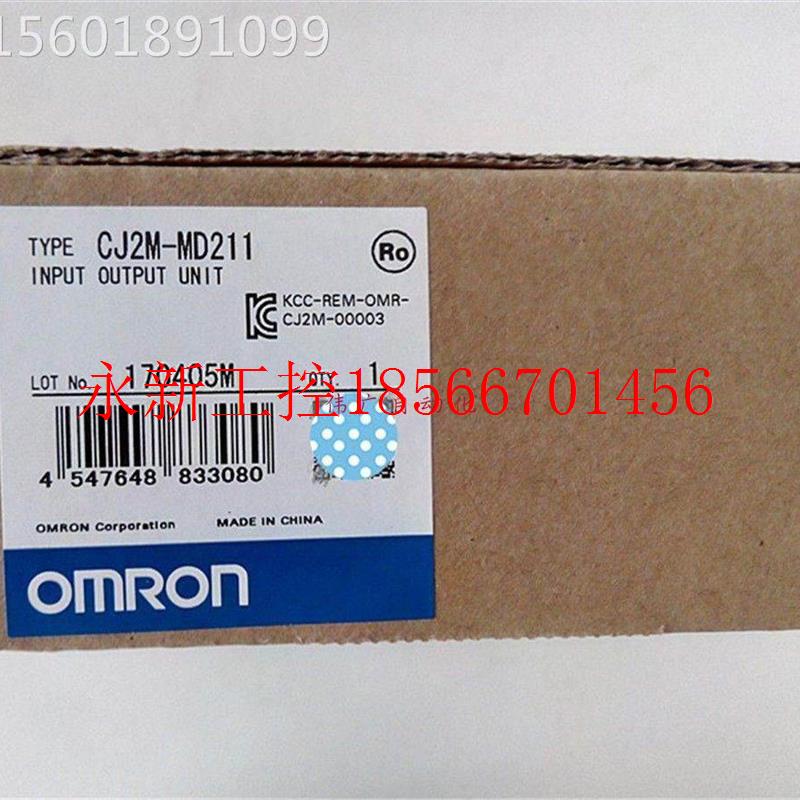 15601891099
TYPE CJ2M-MD211
INPUT OUTPUT UNIT
Ro
KCC-REM-OMR-
CJ2M-00003
LOT No. 170405M QTY. 1
永新工控18566701456
4 547648 833080
OMRON Corporation MADE IN CHINA
OMRON